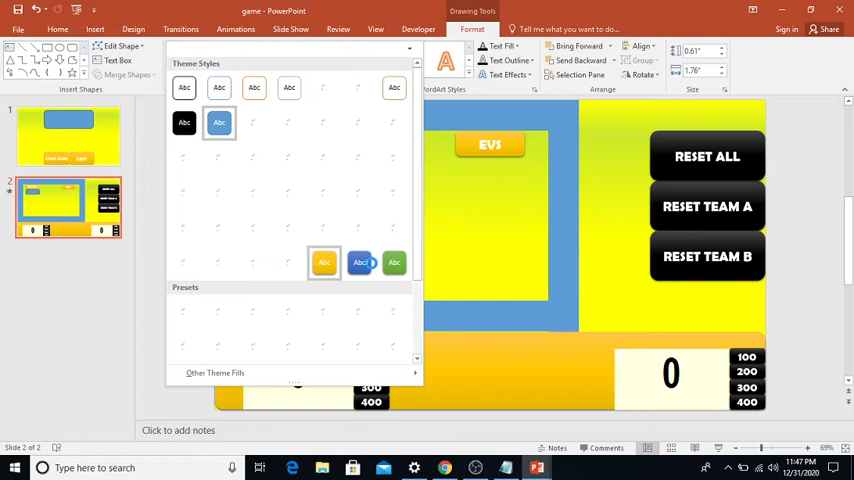 game - PowerPoint
Drawing Tools
File Home Insert Design Transitions Animations Slide Show Review View Developer Format Tell me what you want to do... Sign in Share
Edit Shape
Text Box
Merge Shapes
Insert Shapes
Text Fill
Text Outline
Text Effects
WordArt Styles
Bring Forward
Send Backward
Selection Pane
Align
Group
Rotate
Arrange
0.61"
1.76"
Size
Theme Styles
Abc Abc Abc Abc Abc
Abc Abc
Abc Abc Abc
Presets
Other Theme Fills
1
2
EVS
RESET ALL
RESET TEAM A
RESET TEAM B
0
100
200
300
400
300
400
Click to add notes
Slide 2 of 2
Notes
Comments
69%
Type here to search
11:47 PM
12/31/2020